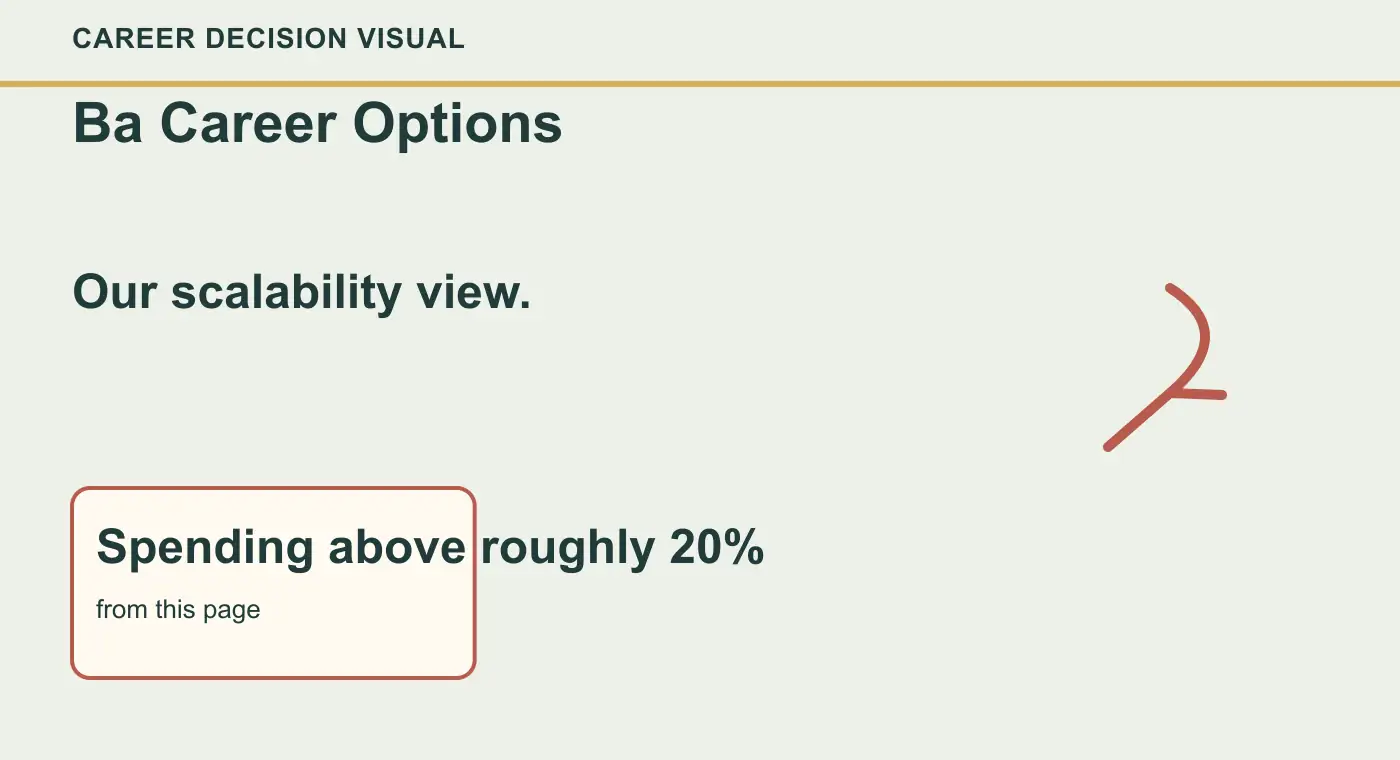 CAREER DECISION VISUAL
Ba Career Options
Our scalability view.
Spending above roughly 20%
from this page